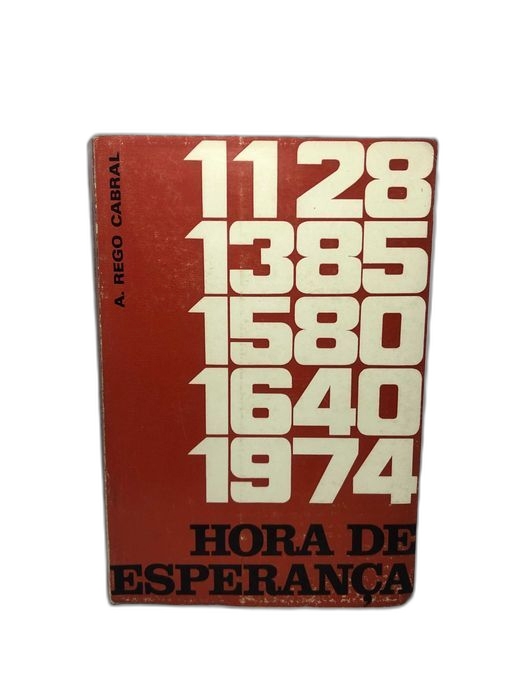 A. REGO CABRAL
1128
1385
1580
1640
1974
HORA DE
ESPERANÇA